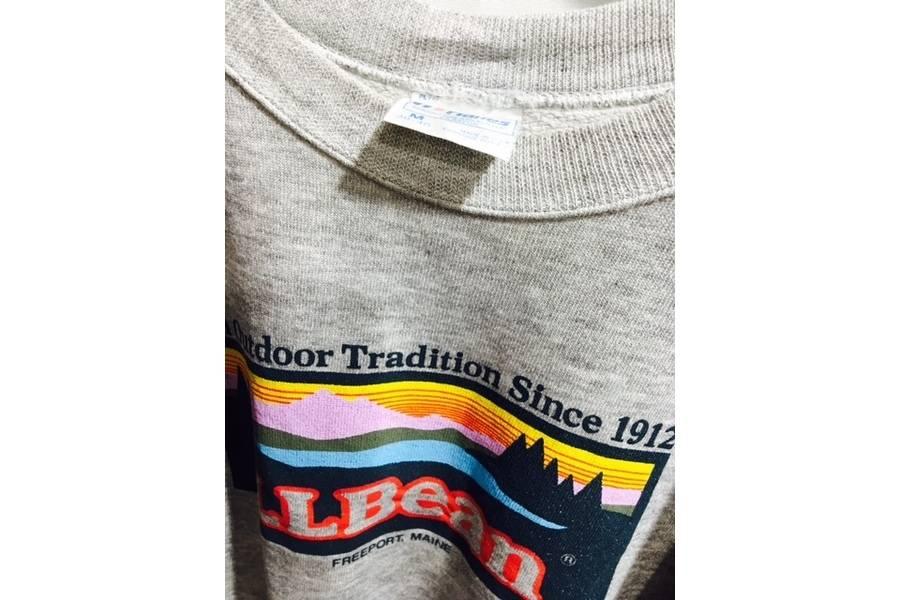 M
Outdoor Tradition Since 1912
L.L.Bean
®
FREEPORT, MAINE